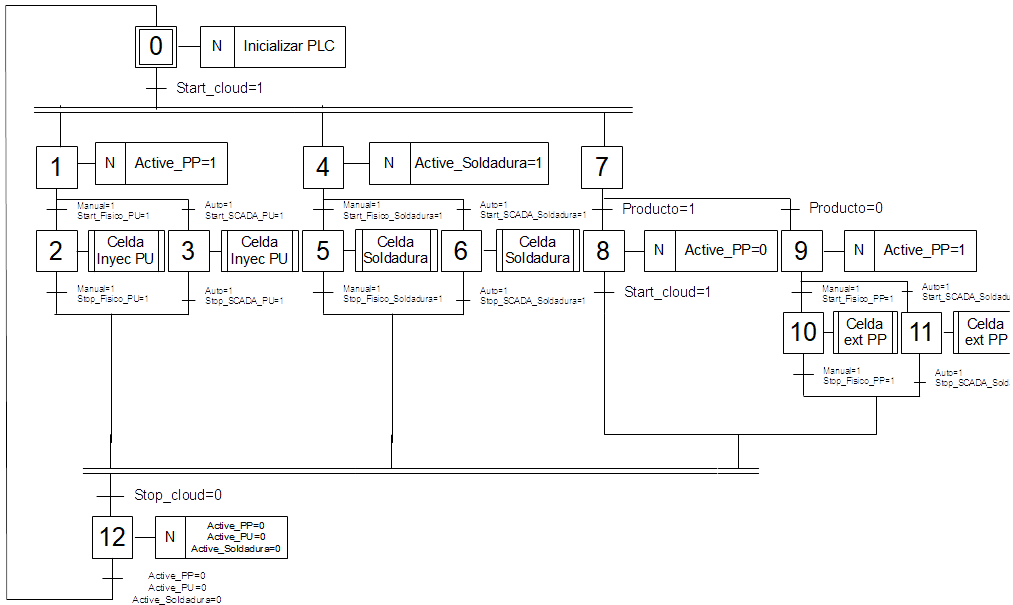 0
N
Inicializar PLC
Start_cloud=1
1
N
Active_PP=1
4
N
Active_Soldadura=1
7
Manual=1
Start_Fisico_PU=1
Auto=1
Start_SCADA_PU=1
Manual=1
Start_Fisico_Soldadura=1
Auto=1
Start_SCADA_Soldadura=1
Producto=1
Producto=0
2
Celda
Inyec PU
3
Celda
Inyec PU
5
Celda
Soldadura
6
Celda
Soldadura
8
N
Active_PP=0
9
N
Active_PP=1
Manual=1
Stop_Fisico_PU=1
Auto=1
Stop_SCADA_PU=1
Manual=1
Stop_Fisico_Soldadura=1
Auto=1
Stop_SCADA_Soldadura=1
Start_cloud=1
Manual=1
Start_Fisico_PP=1
Auto=1
Start_SCADA_Soldadu
10
Celda
ext PP
11
Celda
ext PP
Manual=1
Stop_Fisico_PP=1
Auto=1
Stop_SCADA_Sold
Stop_cloud=0
12
N
Active_PP=0
Active_PU=0
Active_Soldadura=0
Active_PP=0
Active_PU=0
Active_Soldadura=0